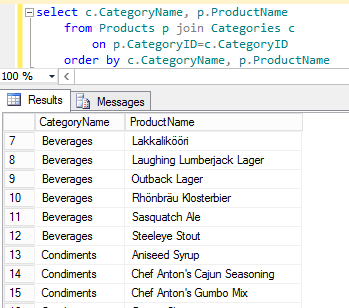 select c.CategoryName, p.ProductName
from Products p join Categories c
on p.CategoryID=c.CategoryID
order by c.CategoryName, p.ProductName
100 %
Results Messages
CategoryName ProductName
7 Beverages Lakkalikööri
8 Beverages Laughing Lumberjack Lager
9 Beverages Outback Lager
10 Beverages Rhönbräu Klosterbier
11 Beverages Sasquatch Ale
12 Beverages Steeleye Stout
13 Condiments Aniseed Syrup
14 Condiments Chef Anton's Cajun Seasoning
15 Condiments Chef Anton's Gumbo Mix